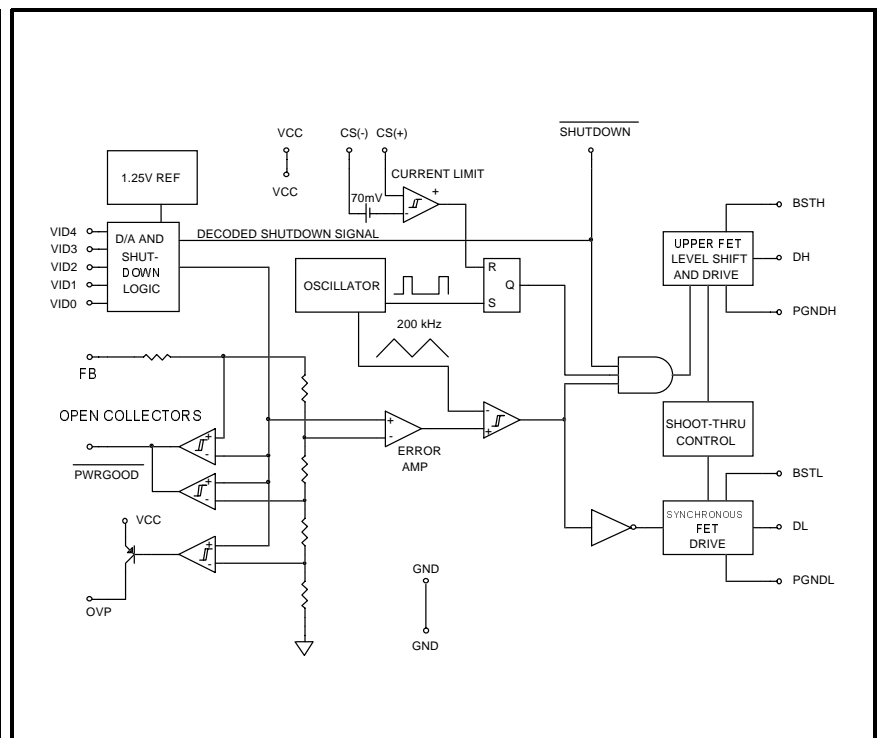 VCC
CS(-)
CS(+)
SHUTDOWN
1.25V REF
VCC
CURRENT LIMIT
70mV
+
-
BSTH
VID4
VID3
VID2
VID1
VID0
D/A AND
SHUT-
DOWN
LOGIC
DECODED SHUTDOWN SIGNAL
UPPER FET
LEVEL SHIFT
AND DRIVE
DH
PGNDH
OSCILLATOR
R
Q
S
200 kHz
FB
OPEN COLLECTORS
+
-
PWRGOOD
+
-
+
-
ERROR
AMP
-
+
SHOOT-THRU
CONTROL
BSTL
SYNCHRONOUS
FET
DRIVE
DL
PGNDL
VCC
+
-
OVP
GND
GND